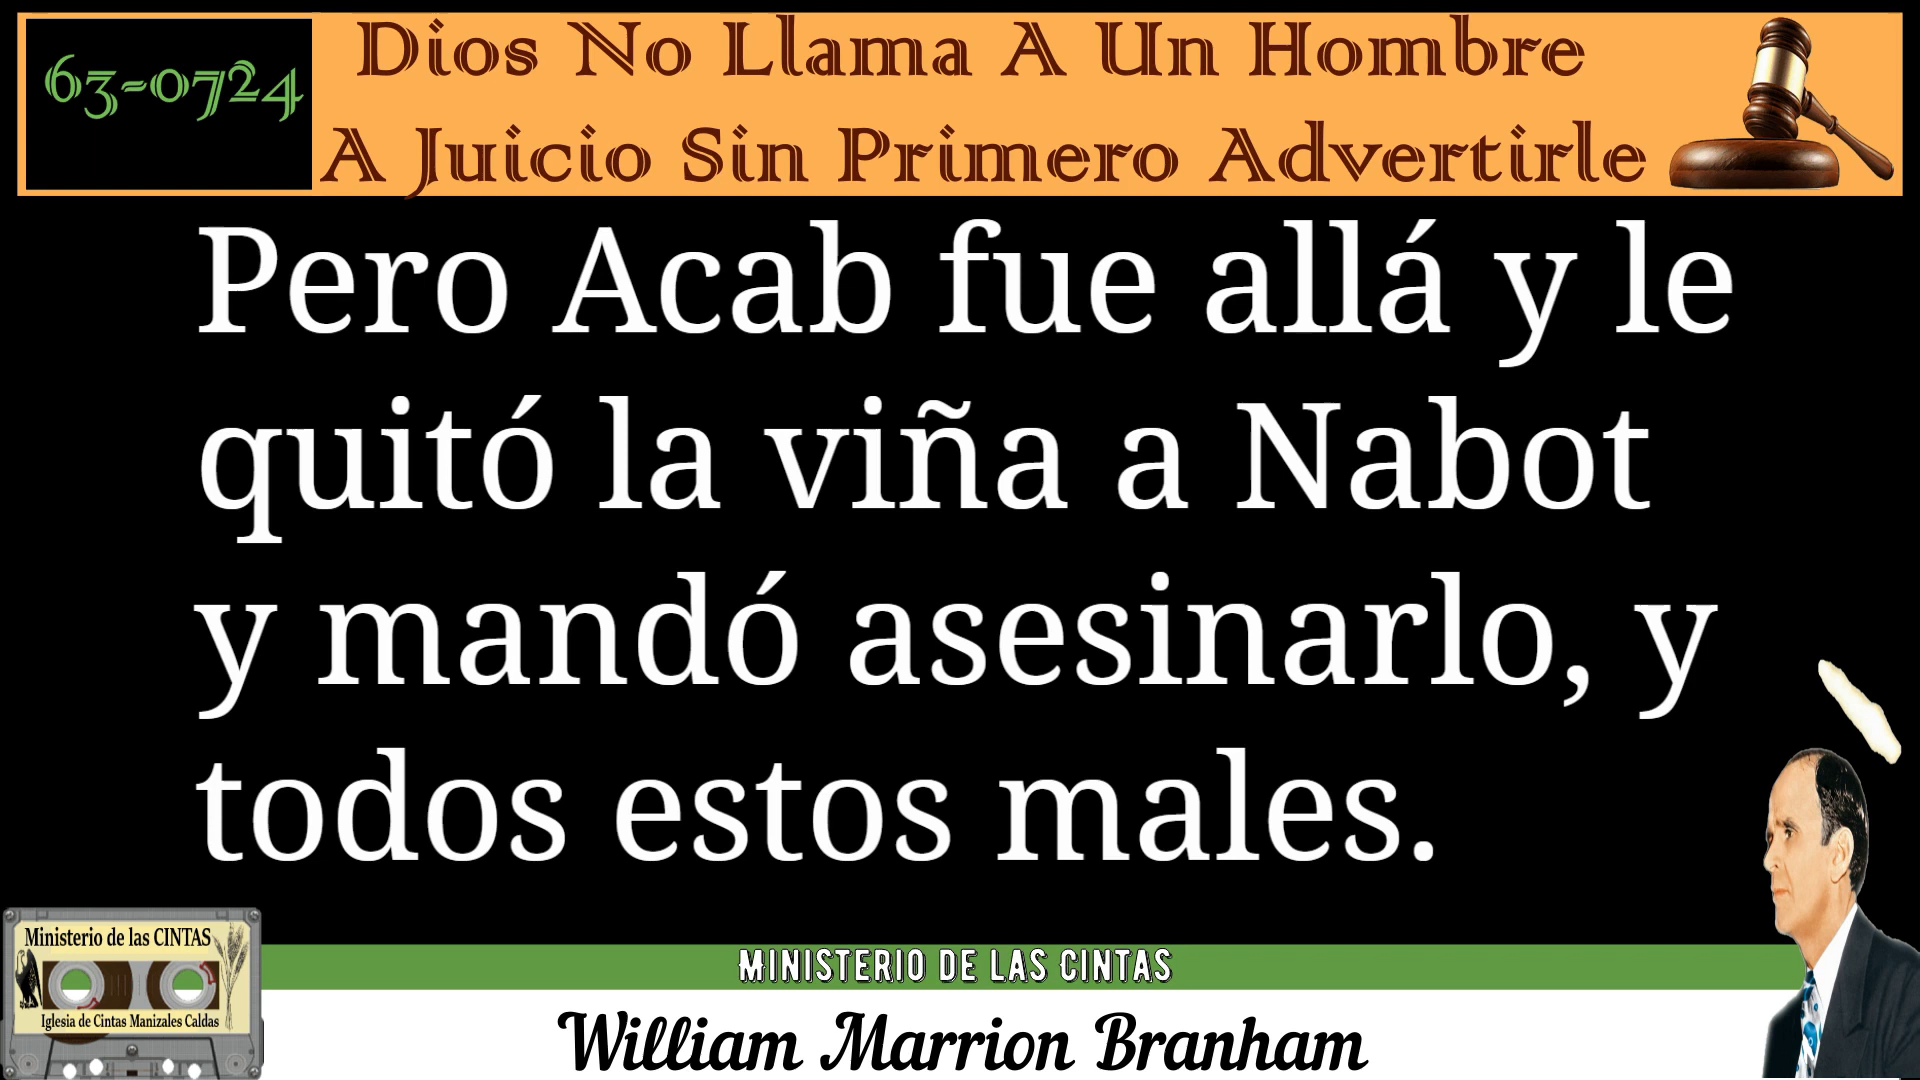 63-0724
Dios No Llama A Un Hombre
A Juicio Sin Primero Advertirle
Pero Acab fue allá y le
quitó la viña a Nabot
y mandó asesinarlo, y
todos estos males.
Ministerio de las CINTAS
Iglesia de Cintas Manizales Caldas
MINISTERIO DE LAS CINTAS
William Marrion Branham